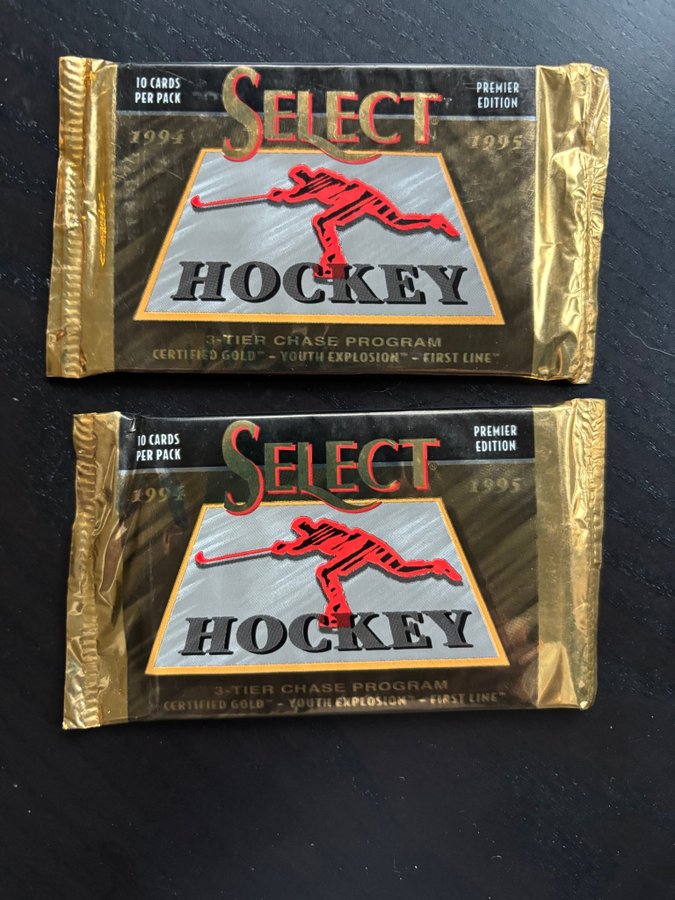 10 CARDS
PER PACK
PREMIER
EDITION
1994
SELECT®
1995
HOCKEY
3-TIER CHASE PROGRAM
CERTIFIED GOLD™ - YOUTH EXPLOSION™ - FIRST LINE™
10 CARDS
PER PACK
PREMIER
EDITION
1994
SELECT®
1995
HOCKEY
3-TIER CHASE PROGRAM
CERTIFIED GOLD™ - YOUTH EXPLOSION™ - FIRST LINE™